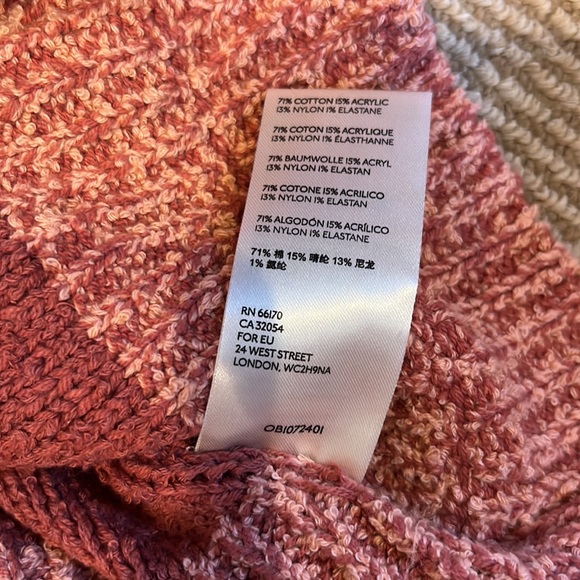 71% COTTON 15% ACRYLIC
13% NYLON 1% ELASTANE
71% COTON 15% ACRYLIQUE
13% NYLON 1% ÉLASTHANNE
71% BAUMWOLLE 15% ACRYL
13% NYLON 1% ELASTAN
71% COTONE 15% ACRILICO
13% NYLON 1% ELASTAN
71% ALGODÓN 15% ACRÍLICO
13% NYLON 1% ELASTANE
71% 棉 15% 晴纶 13% 尼龙
1% 氨纶
RN 66170
CA 32054
FOR EU
24 WEST STREET
LONDON, WC2H9NA
OB1072401